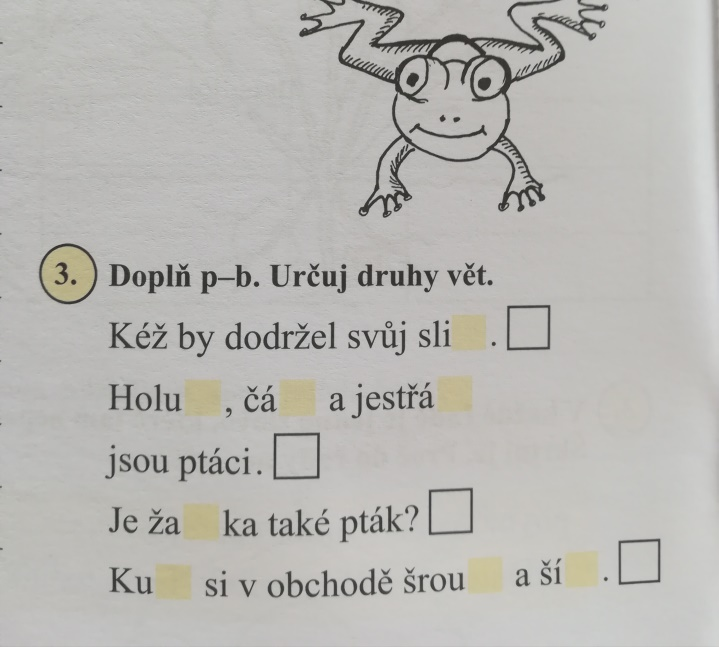 3. Doplň p–b. Určuj druhy vět.
Kéž by dodržel svůj sli .
Holu , čá a jestřá
jsou ptáci.
Je ža ka také pták?
Ku si v obchodě šrou a ší .